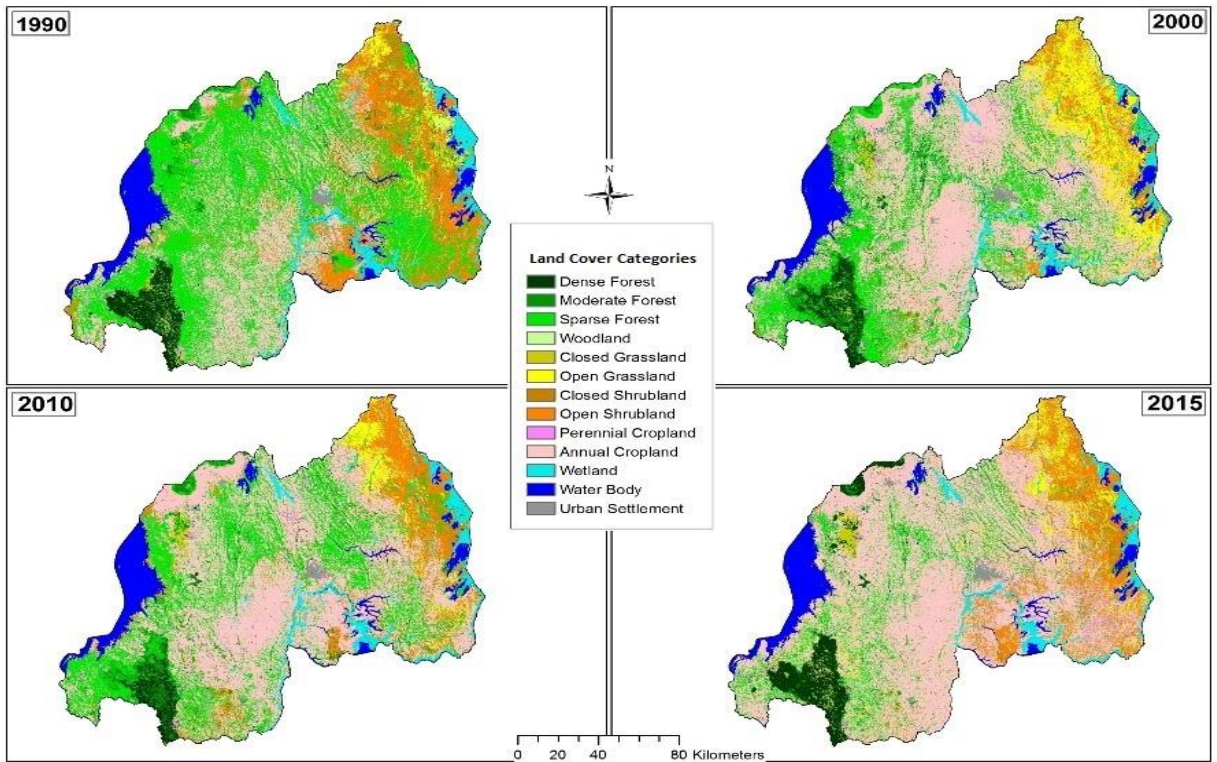 1990
2000
N
Land Cover Categories
Dense Forest
Moderate Forest
Sparse Forest
Woodland
Closed Grassland
Open Grassland
Closed Shrubland
Open Shrubland
Perennial Cropland
Annual Cropland
Wetland
Water Body
Urban Settlement
2010
2015
0 20 40 60 80 Kilometers